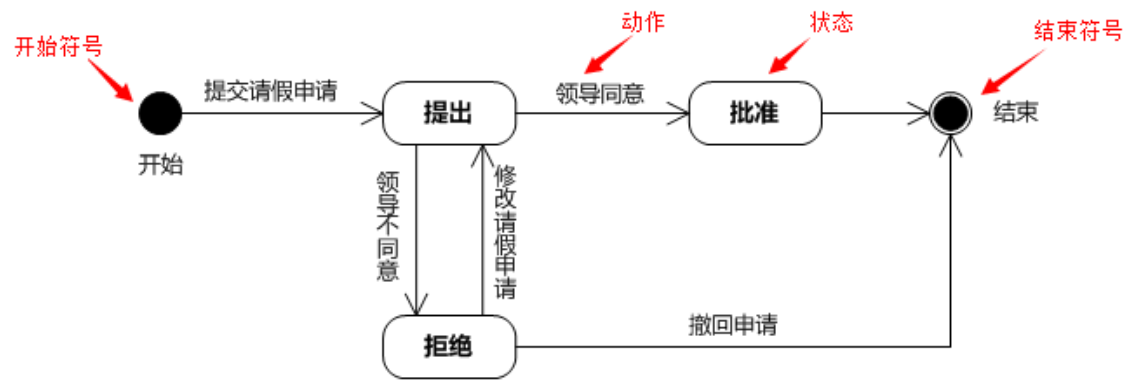 动作
状态
结束符号
开始符号
提交请假申请
提出
领导同意
批准
结束
开始
领导不同意
修改请假申请
拒绝
撤回申请